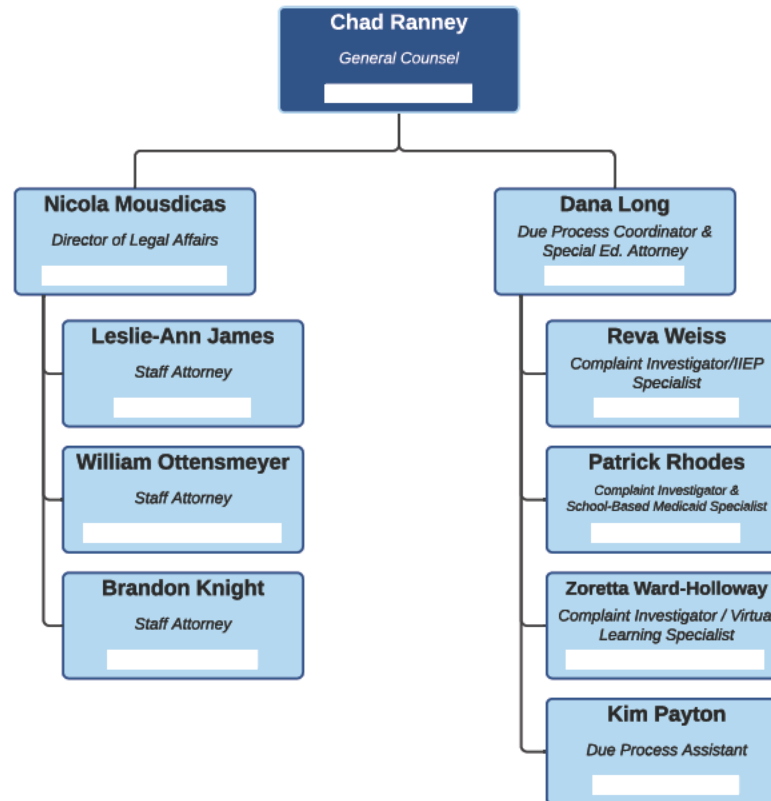 Chad Ranney
General Counsel
Nicola Mousdicas
Director of Legal Affairs
Leslie-Ann James
Staff Attorney
William Ottensmeyer
Staff Attorney
Brandon Knight
Staff Attorney
Dana Long
Due Process Coordinator &
Special Ed. Attorney
Reva Weiss
Complaint Investigator/IIEP
Specialist
Patrick Rhodes
Complaint Investigator &
School-Based Medicaid Specialist
Zoretta Ward-Holloway
Complaint Investigator / Virtua
Learning Specialist
Kim Payton
Due Process Assistant